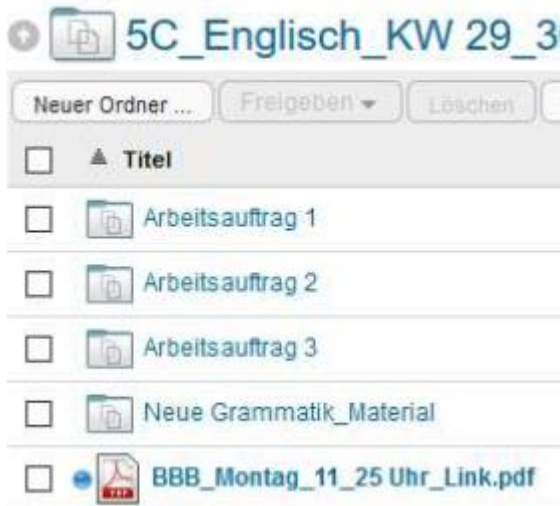 5C_Englisch_KW 29_3
Neuer Ordner ... Freigeben Löschen
Titel
Arbeitsauftrag 1
Arbeitsauftrag 2
Arbeitsauftrag 3
Neue Grammatik_Material
BBB_Montag_11_25 Uhr_Link.pdf